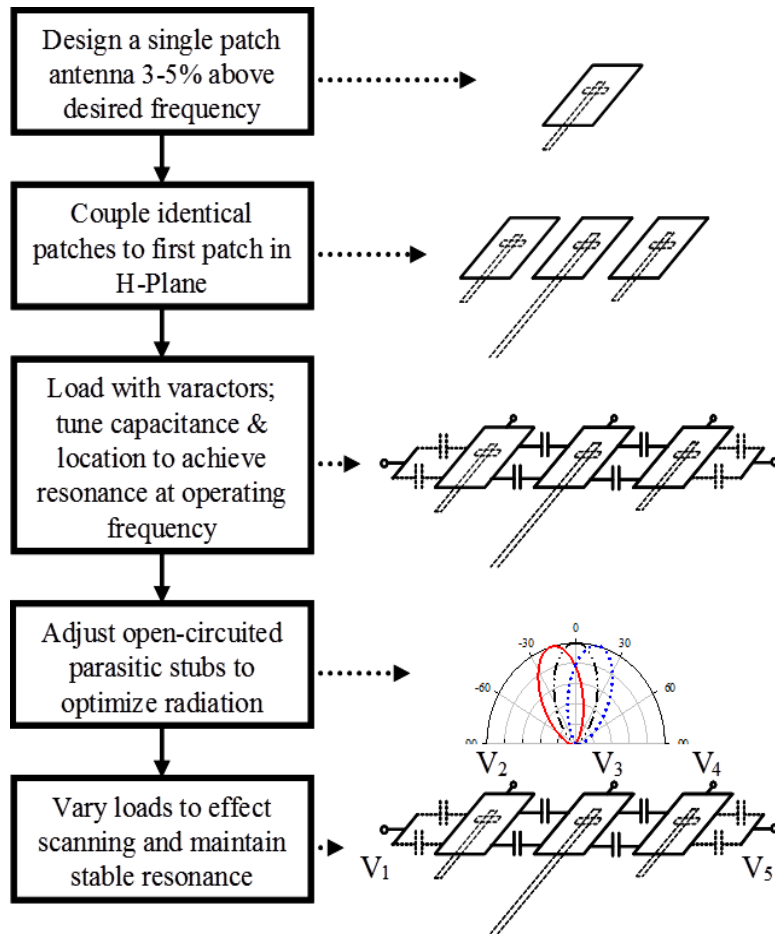 Design a single patch
antenna 3-5% above
desired frequency
Couple identical
patches to first patch in
H-Plane
Load with varactors;
tune capacitance &
location to achieve
resonance at operating
frequency
Adjust open-circuited
parasitic stubs to
optimize radiation
0
-30
30
-60
60
V2
V3
V4
Vary loads to effect
scanning and maintain
stable resonance
V1
V5